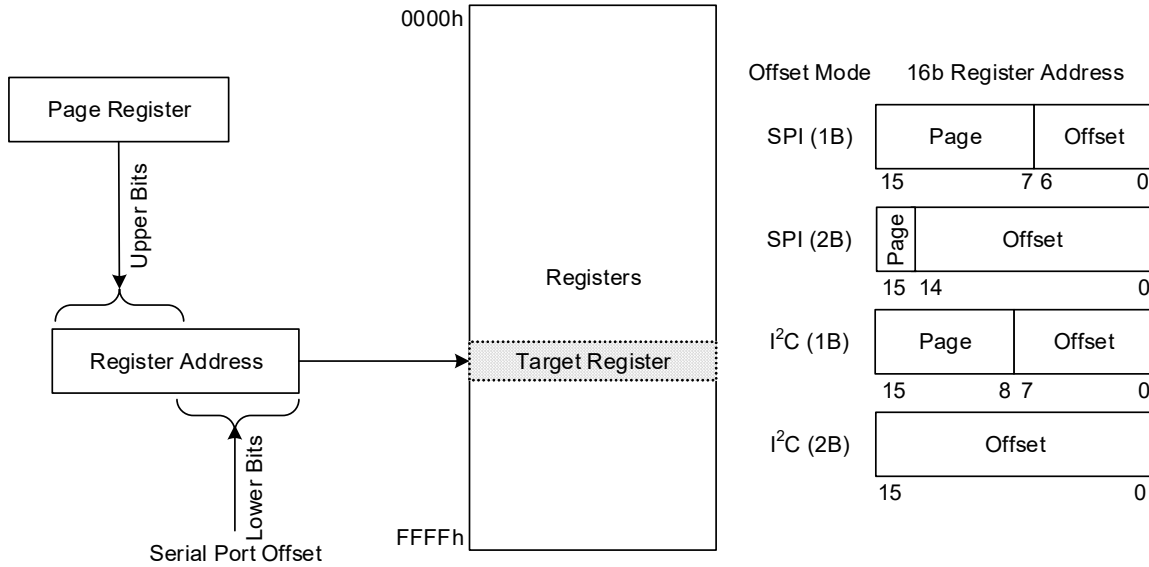 0000h
Page Register
Upper Bits
Register Address
Lower Bits
Serial Port Offset
Registers
Target Register
FFFFh
Offset Mode 16b Register Address
SPI (1B) Page Offset
15 7 6 0
SPI (2B) Page Offset
15 14 0
I²C (1B) Page Offset
15 8 7 0
I²C (2B) Offset
15 0